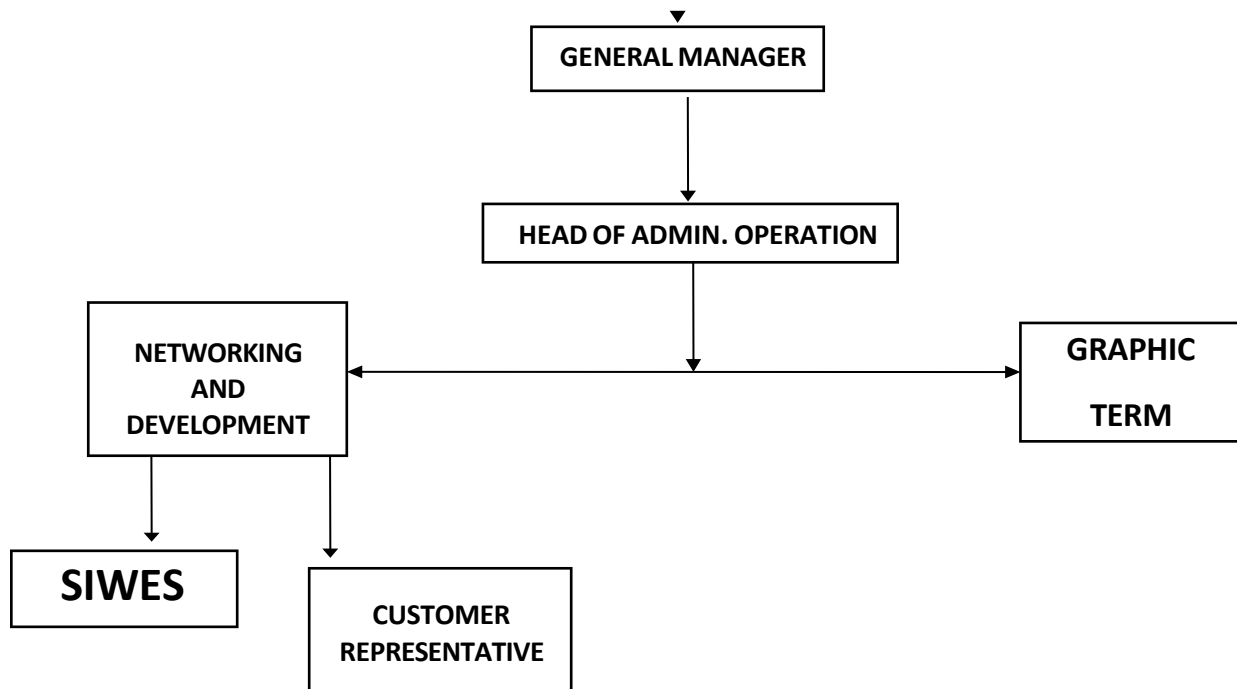 GENERAL MANAGER
HEAD OF ADMIN. OPERATION
NETWORKING
AND
DEVELOPMENT
GRAPHIC
TERM
SIWES
CUSTOMER
REPRESENTATIVE